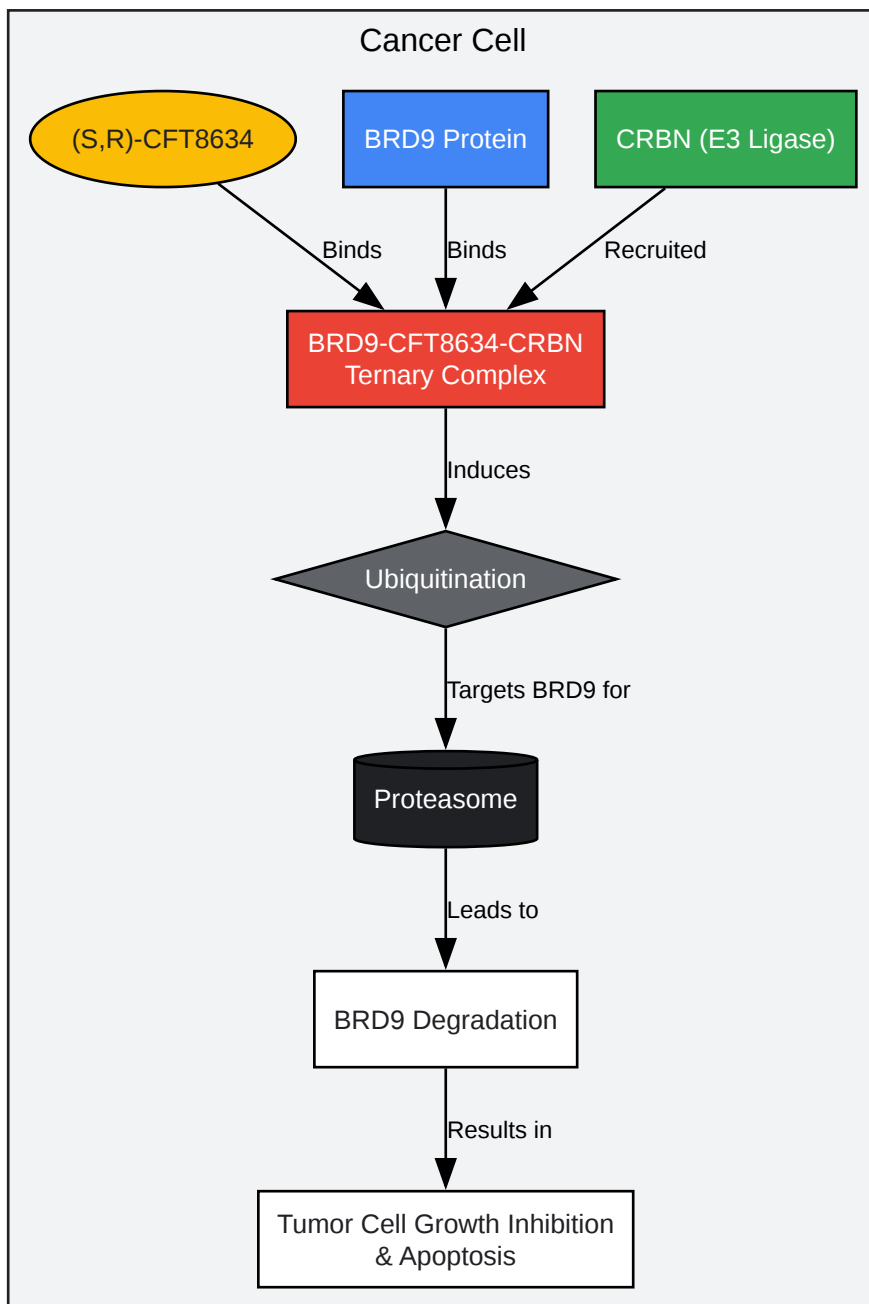 Cancer Cell
(S,R)-CFT8634
BRD9 Protein
CRBN (E3 Ligase)
Binds
Binds
Recruited
BRD9-CFT8634-CRBN
Ternary Complex
Induces
Ubiquitination
Targets BRD9 for
Proteasome
Leads to
BRD9 Degradation
Results in
Tumor Cell Growth Inhibition
& Apoptosis